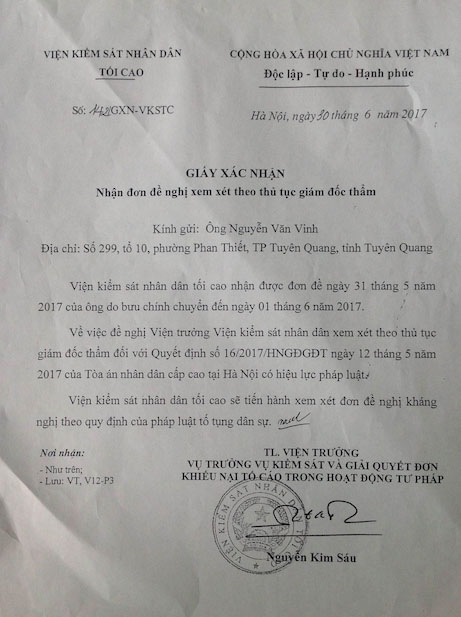 VIỆN KIỂM SÁT NHÂN DÂN
TỐI CAO
CỘNG HÒA XÃ HỘI CHỦ NGHĨA VIỆT NAM
Độc lập - Tự do - Hạnh phúc
Số: /GXN-VKSTC
Hà Nội, ngày 30 tháng 6 năm 2017
GIẤY XÁC NHẬN
Nhận đơn đề nghị xem xét theo thủ tục giám đốc thẩm
Kính gửi: Ông Nguyễn Văn Vinh
Địa chỉ: Số 299, tổ 10, phường Phan Thiết, TP Tuyên Quang, tỉnh Tuyên Quang
Viện kiểm sát nhân dân tối cao nhận được đơn đề ngày 31 tháng 5 năm
2017 của ông do bưu chính chuyển đến ngày 01 tháng 6 năm 2017.
Về việc đề nghị Viện trưởng Viện kiểm sát nhân dân xem xét theo thủ tục
giám đốc thẩm đối với Quyết định số 16/2017/HNGĐGĐT ngày 12 tháng 5 năm
2017 của Tòa án nhân dân cấp cao tại Hà Nội có hiệu lực pháp luật.
Viện kiểm sát nhân dân tối cao sẽ tiến hành xem xét đơn đề nghị kháng
nghị theo quy định của pháp luật tố tụng dân sự.
Nơi nhận:
- Như trên;
- Lưu: VT, V12-P3
TL. VIỆN TRƯỞNG
VỤ TRƯỞNG VỤ KIỂM SÁT VÀ GIẢI QUYẾT ĐƠN
KHIẾU NẠI TỐ CÁO TRONG HOẠT ĐỘNG TƯ PHÁP
VIỆN KIỂM SÁT NHÂN DÂN TỐI
Nguyễn Kim Sáu